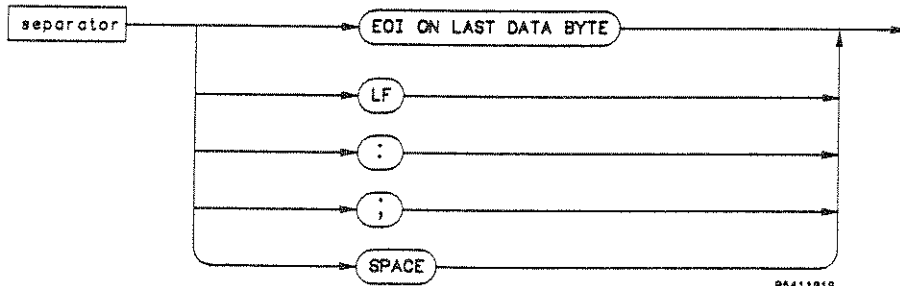 separator
EOI ON LAST DATA BYTE
LF
:
;
SPACE